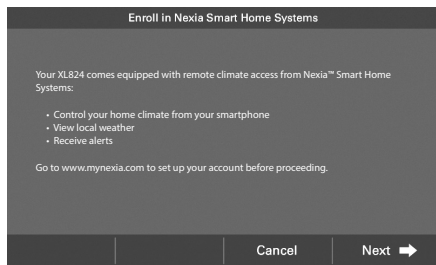 Enroll in Nexia Smart Home Systems
Your XL824 comes equipped with remote climate access from Nexia™ Smart Home
Systems:
• Control your home climate from your smartphone
• View local weather
• Receive alerts
Go to www.mynexia.com to set up your account before proceeding.
Cancel
Next